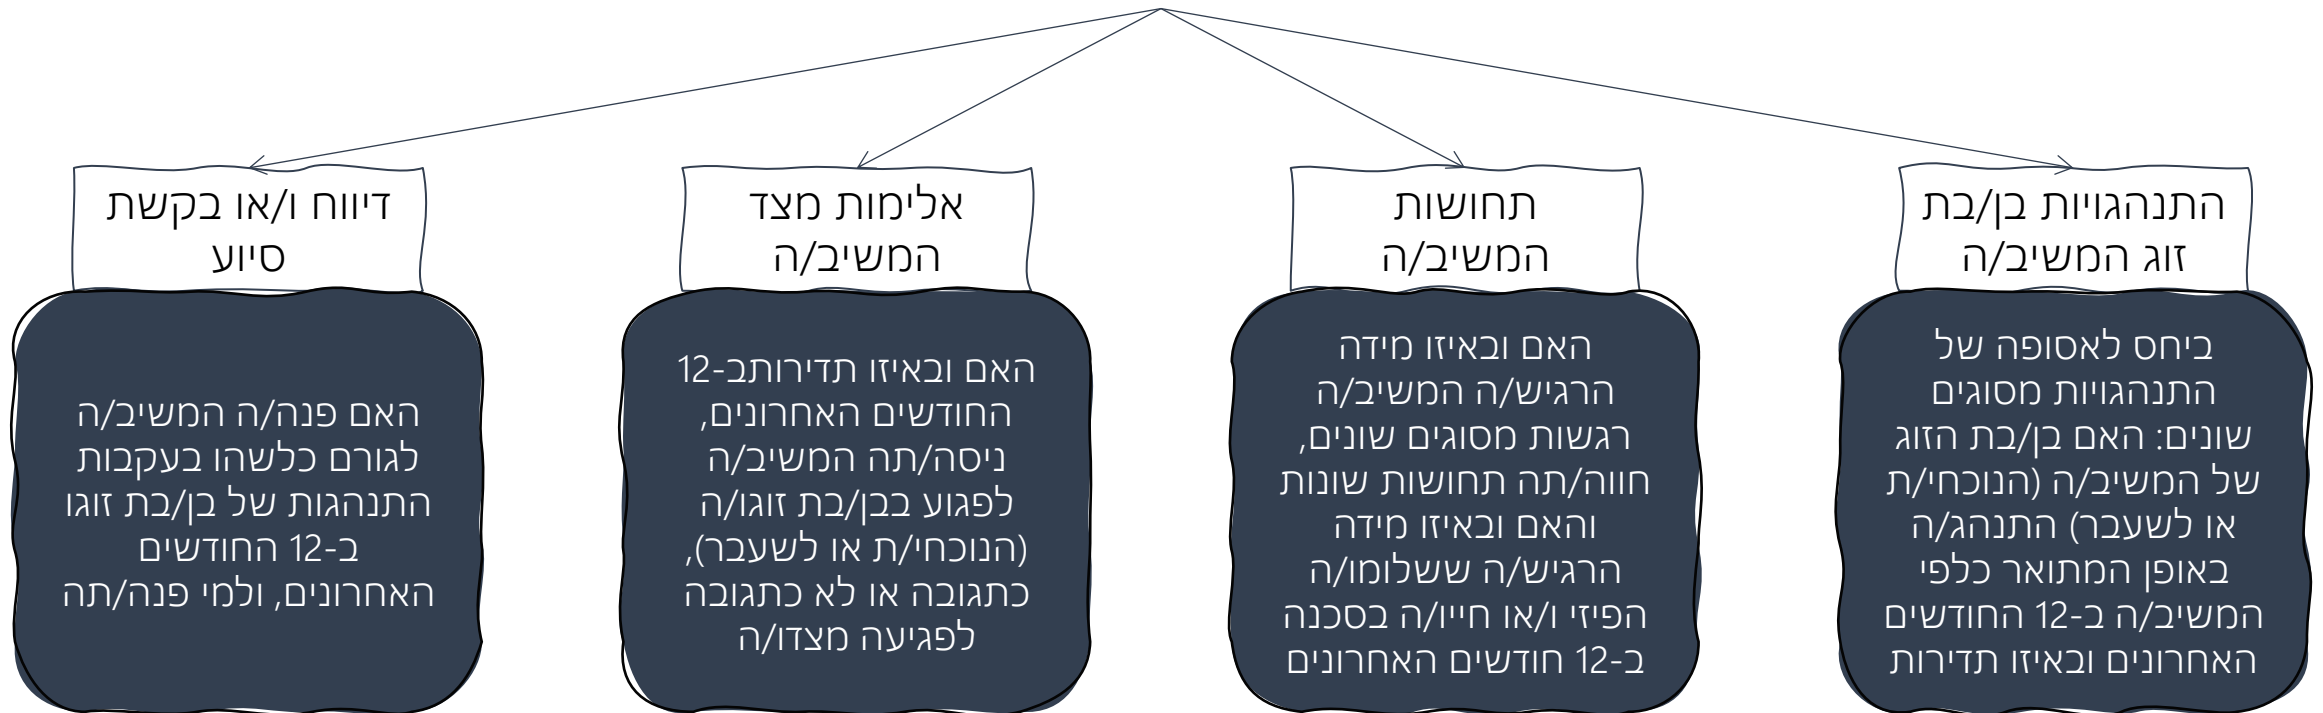 התנהגויות בן/בת
זוג המשיב/ה
ביחס לאסופה של
התנהגויות מסוגים
שונים: האם בן/בת הזוג
של המשיב/ה (הנוכחי/ת
או לשעבר) התנהג/ה
באופן המתואר כלפי
המשיב/ה ב-12 החודשים
האחרונים ובאיזו תדירות
תחושות
המשיב/ה
האם ובאיזו מידה
הרגיש/ה המשיב/ה
רגשות מסוגים שונים,
חווה/תה תחושות שונות
והאם ובאיזו מידה
הרגיש/ה ששלומו/ה
הפיזי ו/או חייו/ה בסכנה
ב-12 חודשים האחרונים
אלימות מצד
המשיב/ה
האם ובאיזו תדירותב-12
החודשים האחרונים,
ניסה/תה המשיב/ה
לפגוע בבן/בת זוגו/ה
(הנוכחי/ת או לשעבר),
כתגובה או לא כתגובה
לפגיעה מצדו/ה
דיווח ו/או בקשת
סיוע
האם פנה/ה המשיב/ה
לגורם כלשהו בעקבות
התנהגות של בן/בת זוגו
ב-12 החודשים
האחרונים, ולמי פנה/תה